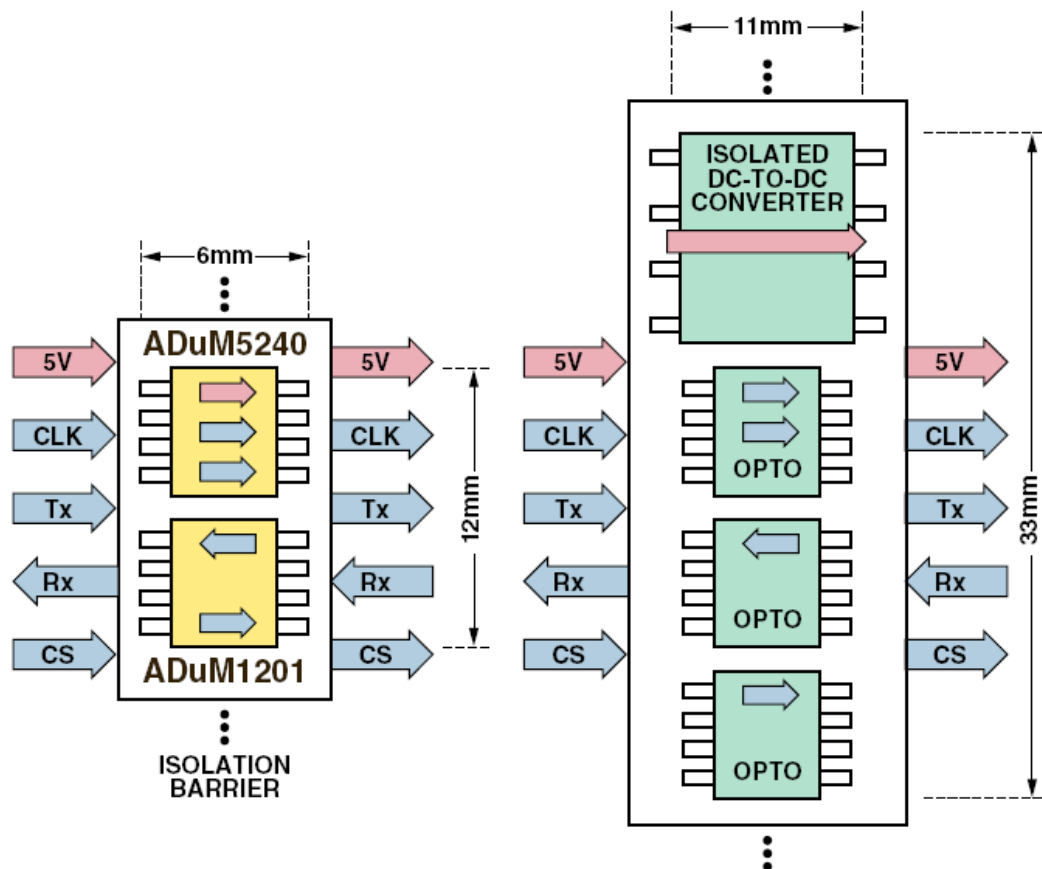 6mm
ADuM5240
5V
CLK
Tx
Rx
CS
5V
CLK
Tx
Rx
CS
12mm
ADuM1201
ISOLATION
BARRIER
11mm
ISOLATED
DC-TO-DC
CONVERTER
5V
CLK
Tx
Rx
CS
OPTO
OPTO
OPTO
5V
CLK
Tx
Rx
CS
33mm